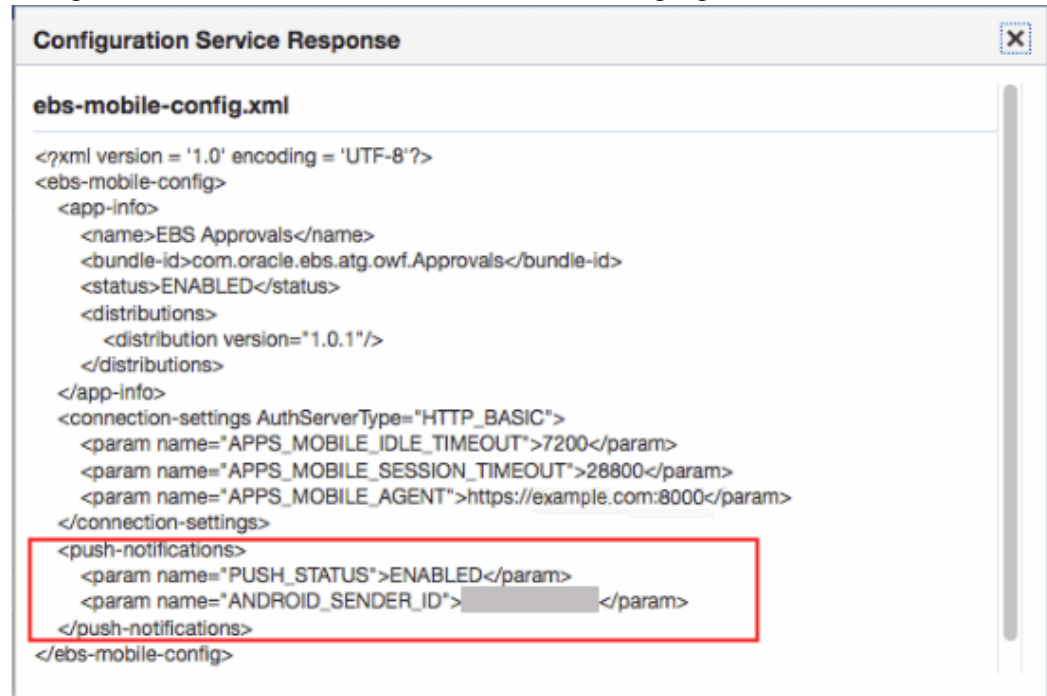 Configuration Service Response
ebs-mobile-config.xml
<?xml version = '1.0' encoding = 'UTF-8'?>
<ebs-mobile-config>
<app-info>
<name>EBS Approvals</name>
<bundle-id>com.oracle.ebs.atg.owf.Approvals</bundle-id>
<status>ENABLED</status>
<distributions>
<distribution version="1.0.1"/>
</distributions>
</app-info>
<connection-settings AuthServerType="HTTP_BASIC">
<param name="APPS_MOBILE_IDLE_TIMEOUT">7200</param>
<param name="APPS_MOBILE_SESSION_TIMEOUT">28800</param>
<param name="APPS_MOBILE_AGENT">https://example.com:8000</param>
</connection-settings>
<push-notifications>
<param name="PUSH_STATUS">ENABLED</param>
<param name="ANDROID_SENDER_ID"></param>
</push-notifications>
</ebs-mobile-config>